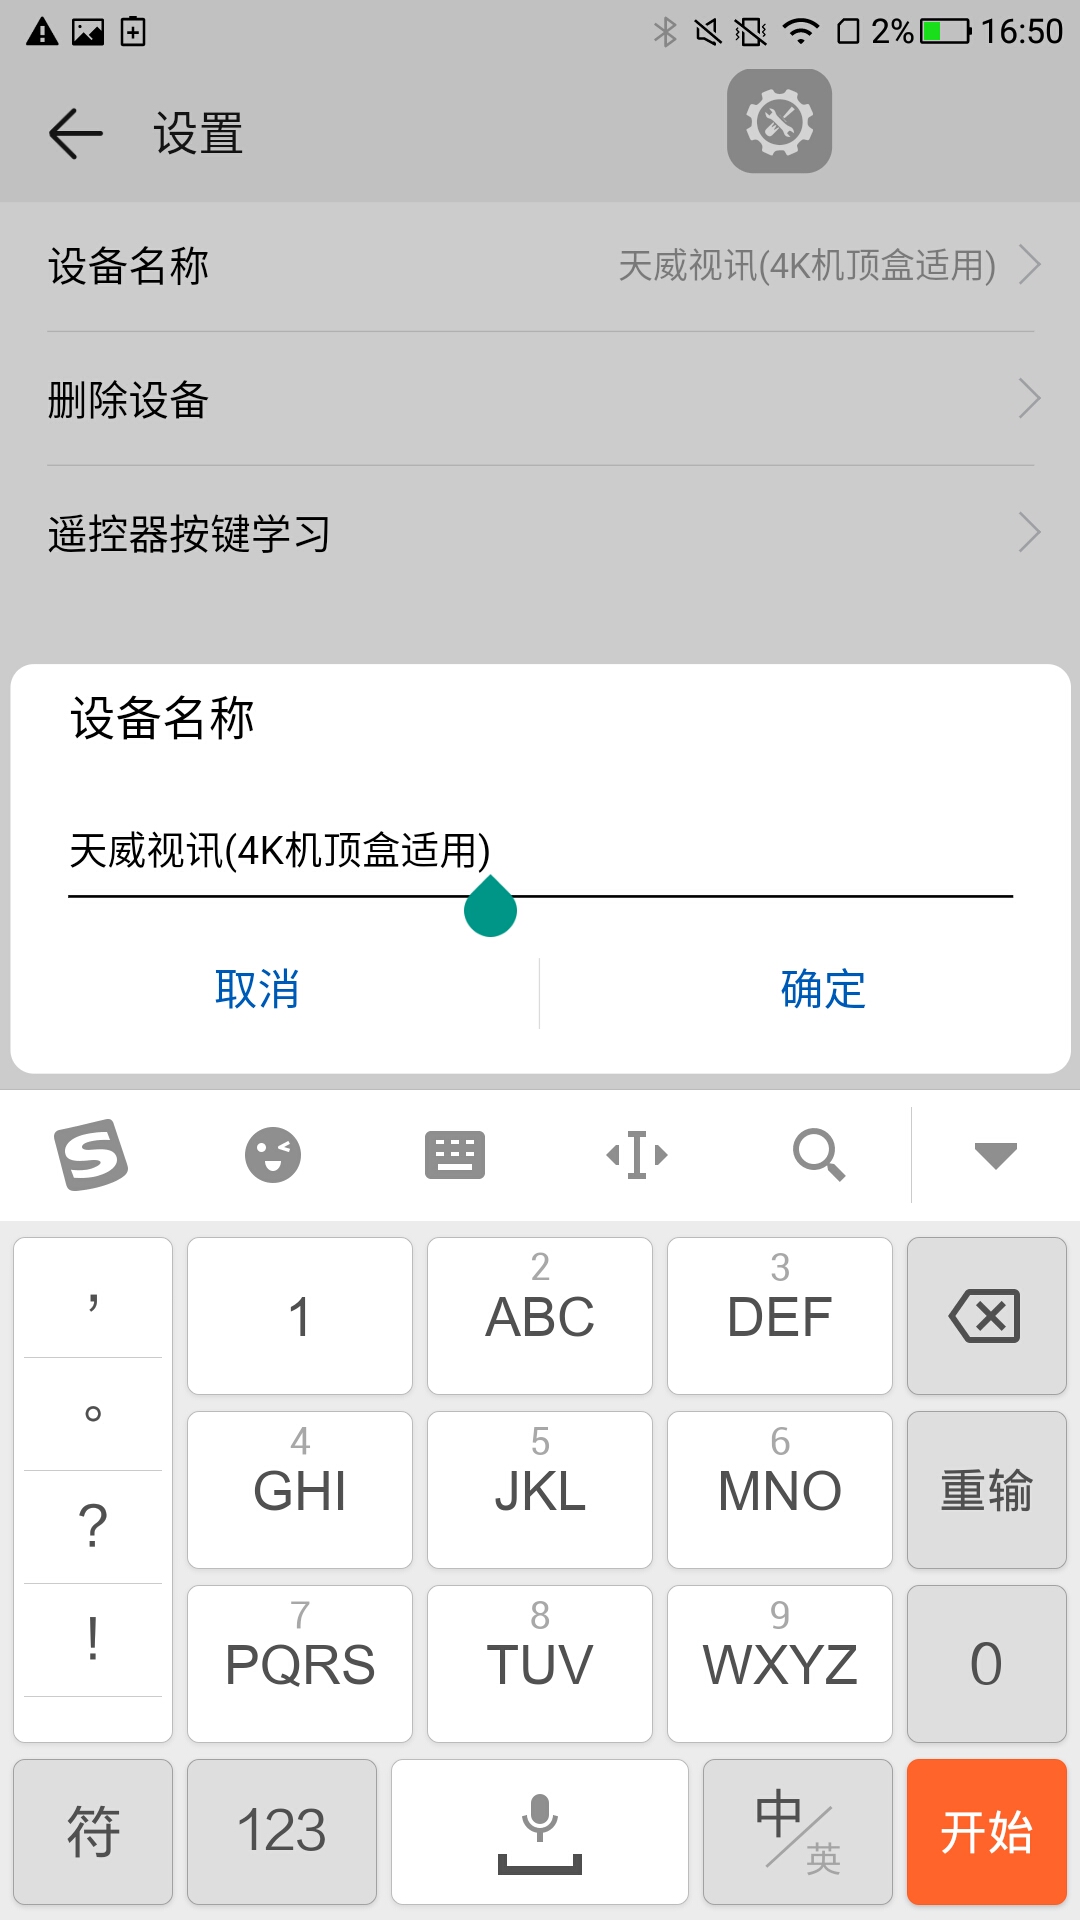 2% 16:50
设置
设备名称 天威视讯(4K机顶盒适用)
删除设备
遥控器按键学习
设备名称
天威视讯(4K机顶盒适用)
取消 确定
S
， 1 2 ABC 3 DEF
。 4 GHI 5 JKL 6 MNO 重输
?
! 7 PQRS 8 TUV 9 WXYZ 0
符 123 中/英 开始